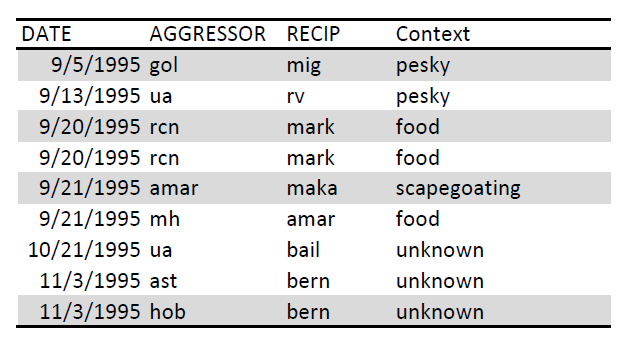 DATE AGGRESSOR RECIP Context
9/5/1995 gol mig pesky
9/13/1995 ua rv pesky
9/20/1995 rcn mark food
9/20/1995 rcn mark food
9/21/1995 amar maka scapegoating
9/21/1995 mh amar food
10/21/1995 ua bail unknown
11/3/1995 ast bern unknown
11/3/1995 hob bern unknown